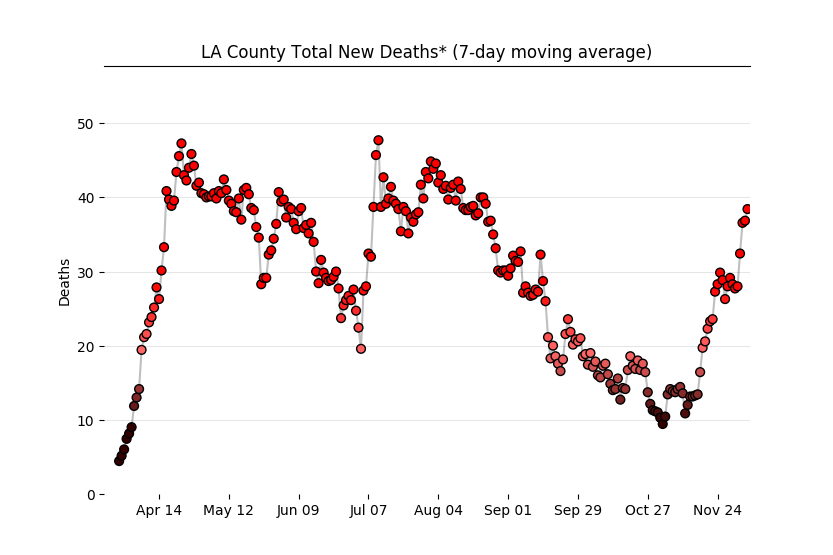 LA County Total New Deaths* (7-day moving average)
50
40
30
20
10
0
Deaths
Apr 14 May 12 Jun 09 Jul 07 Aug 04 Sep 01 Sep 29 Oct 27 Nov 24